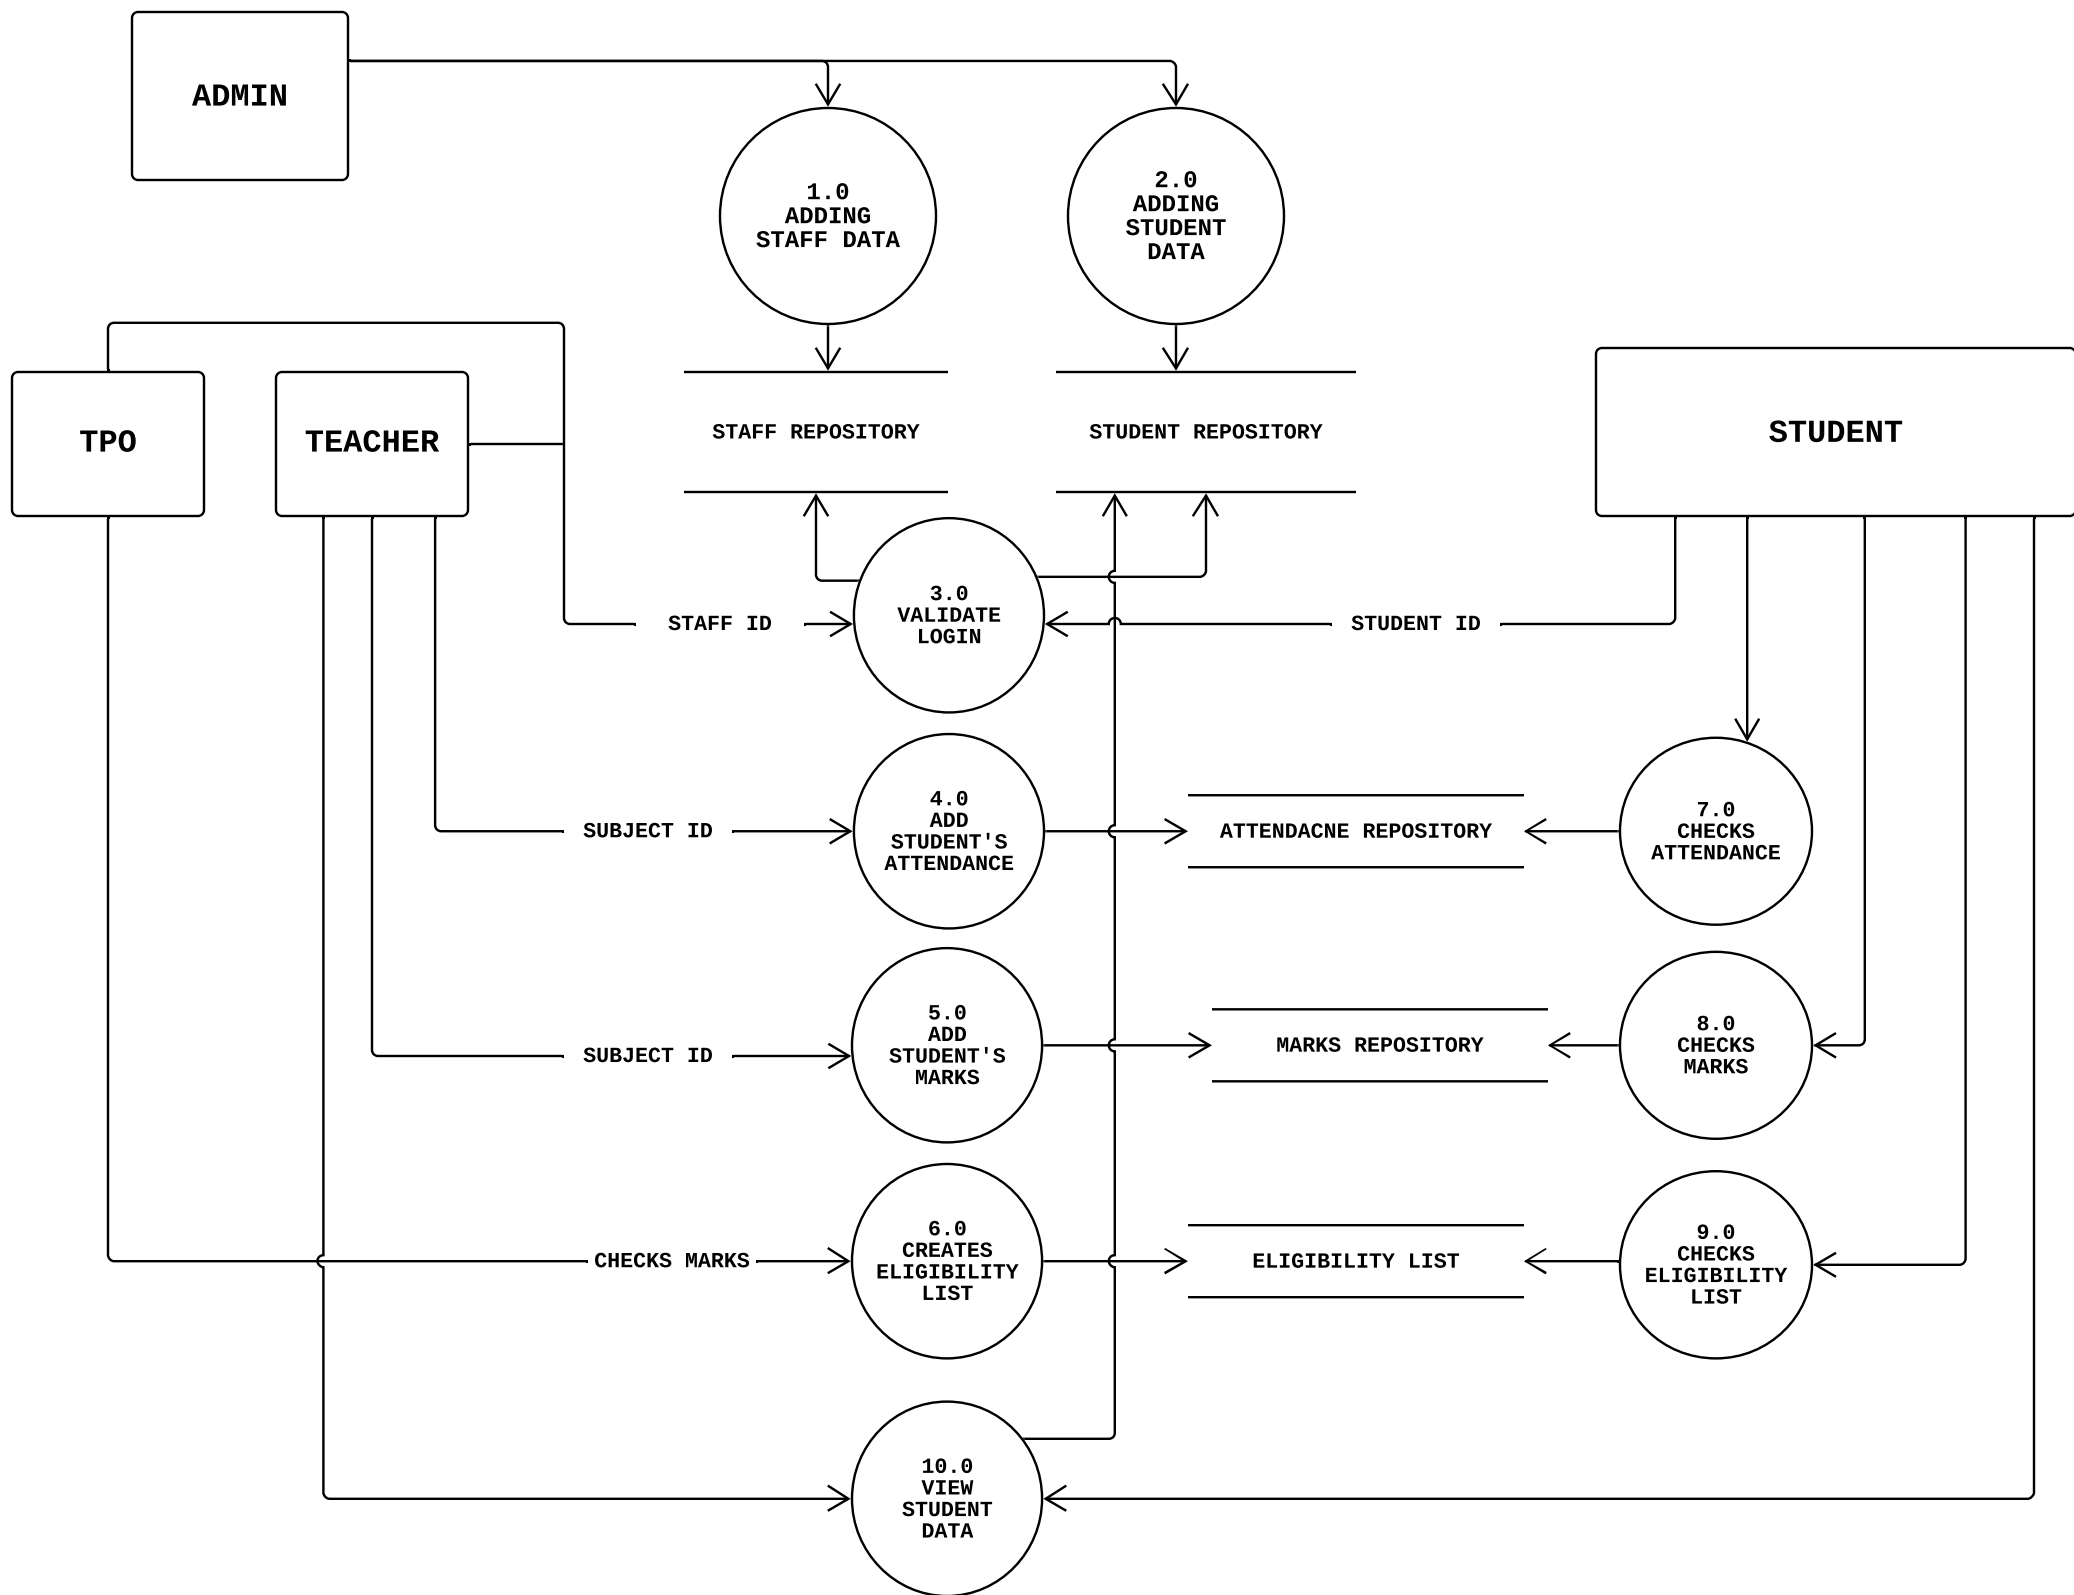 ADMIN
1.0
ADDING
STAFF DATA
2.0
ADDING
STUDENT
DATA
TPO
TEACHER
STAFF REPOSITORY
STUDENT REPOSITORY
STUDENT
STAFF ID
3.0
VALIDATE
LOGIN
STUDENT ID
SUBJECT ID
4.0
ADD
STUDENT'S
ATTENDANCE
ATTENDACNE REPOSITORY
7.0
CHECKS
ATTENDANCE
SUBJECT ID
5.0
ADD
STUDENT'S
MARKS
MARKS REPOSITORY
8.0
CHECKS
MARKS
CHECKS MARKS
6.0
CREATES
ELIGIBILITY
LIST
ELIGIBILITY LIST
9.0
CHECKS
ELIGIBILITY
LIST
10.0
VIEW
STUDENT
DATA